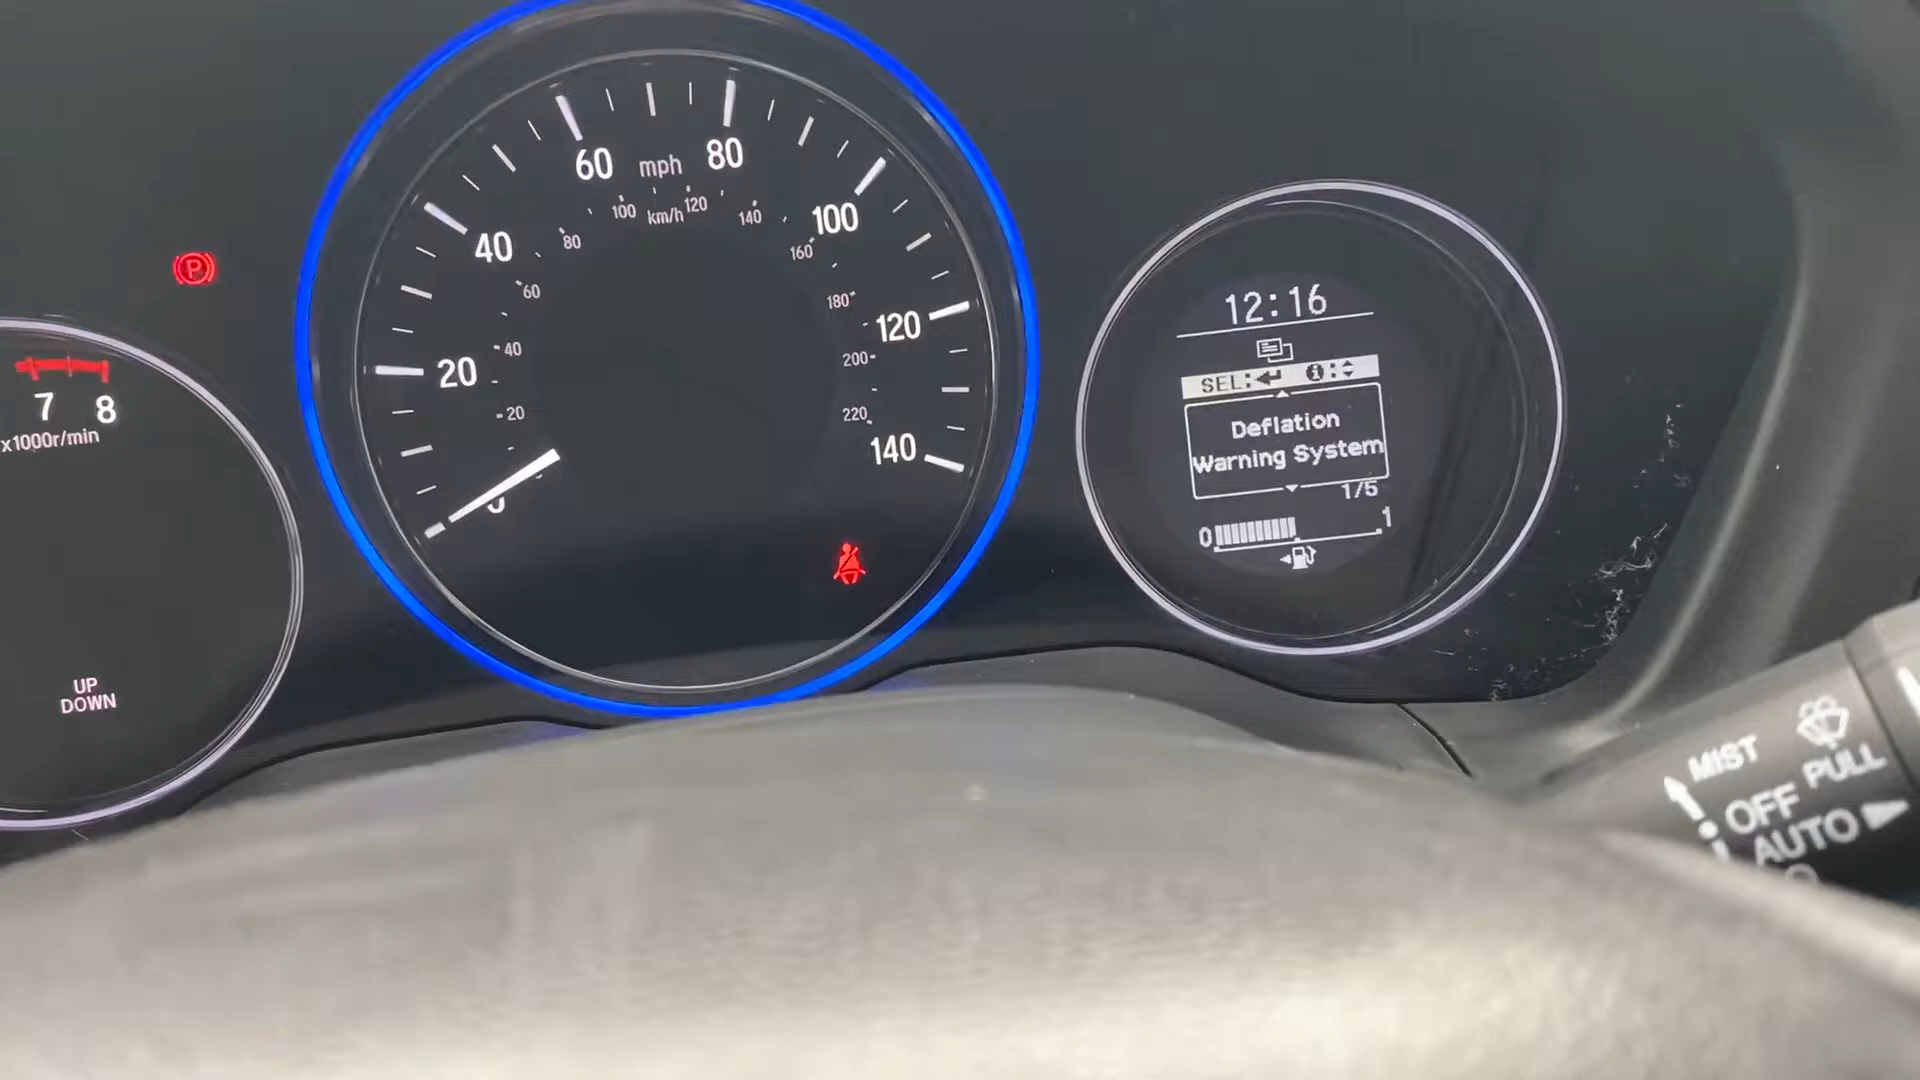 7 8
x1000r/min
UP
DOWN
P
20
40
60
80
100
120
140
mph
km/h
20
40
60
80
100
120
140
160
180
200
220
12:16
SEL: i:
Deflation
Warning System
1/5
0 1
MIST
PULL
OFF
AUTO